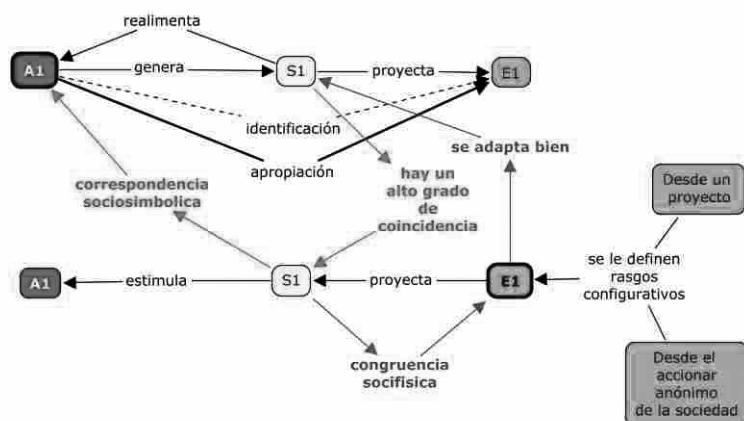 realimenta
A1
genera
S1
proyecta
E1
identificación
apropiación
se adapta bien
correspondencia
sociosimbolica
hay un
alto grado
de
coincidencia
Desde un
proyecto
A1
estimula
S1
proyecta
E1
se le definen
rasgos
configurativos
congruencia
socifisica
Desde el
accionar
anónimo
de la sociedad